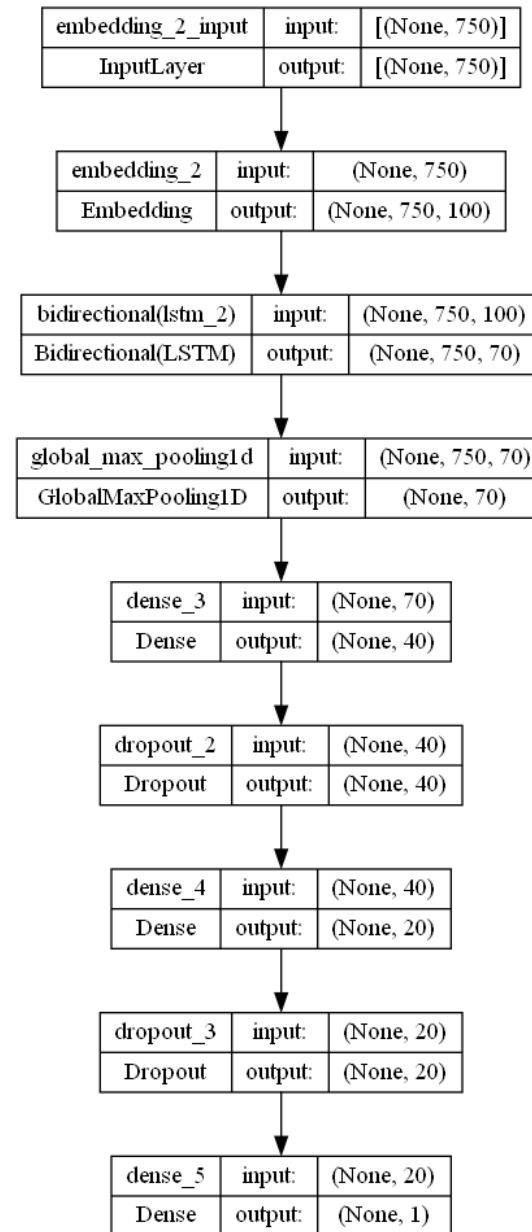 embedding_2_input input: [(None, 750)]
InputLayer output: [(None, 750)]
embedding_2 input: (None, 750)
Embedding output: (None, 750, 100)
bidirectional(lstm_2) input: (None, 750, 100)
Bidirectional(LSTM) output: (None, 750, 70)
global_max_pooling1d input: (None, 750, 70)
GlobalMaxPooling1D output: (None, 70)
dense_3 input: (None, 70)
Dense output: (None, 40)
dropout_2 input: (None, 40)
Dropout output: (None, 40)
dense_4 input: (None, 40)
Dense output: (None, 20)
dropout_3 input: (None, 20)
Dropout output: (None, 20)
dense_5 input: (None, 20)
Dense output: (None, 1)